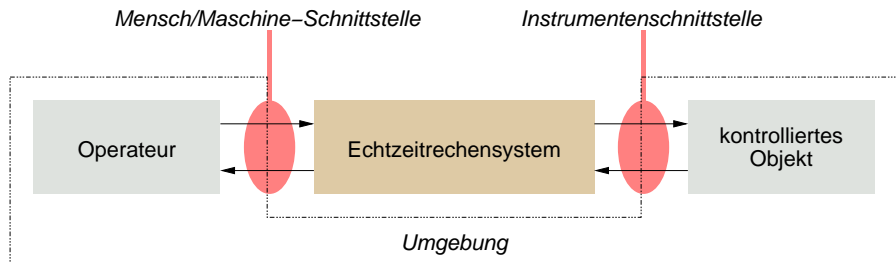 Mensch/Maschine−Schnittstelle
Instrumentenschnittstelle
Operateur
Echtzeitrechensystem
kontrolliertes
Objekt
Umgebung